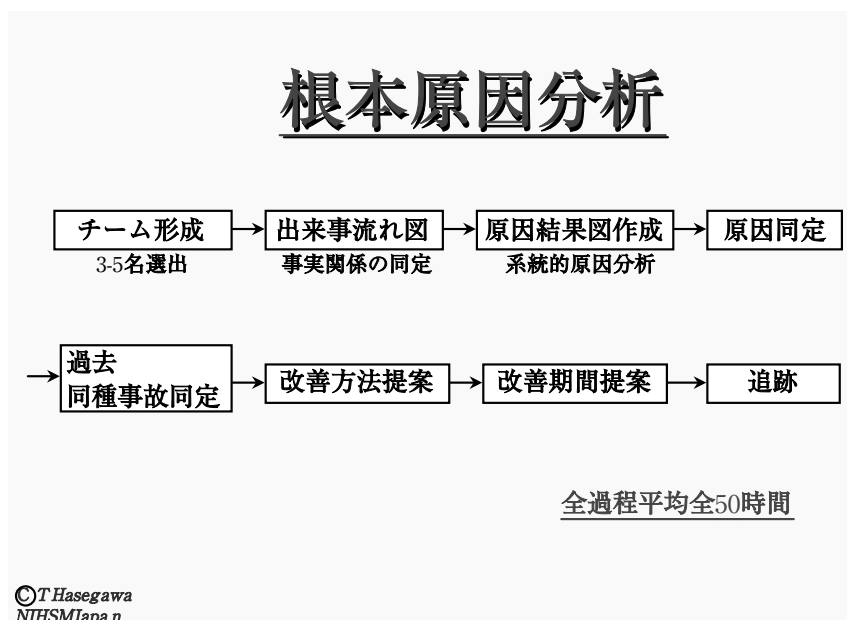 根本原因分析
チーム形成
3-5名選出
出来事流れ図
事実関係の同定
原因結果図作成
系統的原因分析
原因同定
過去
同種事故同定
改善方法提案
改善期間提案
追跡
全過程平均全50時間
©T Hasegawa
NIHSMJapa n